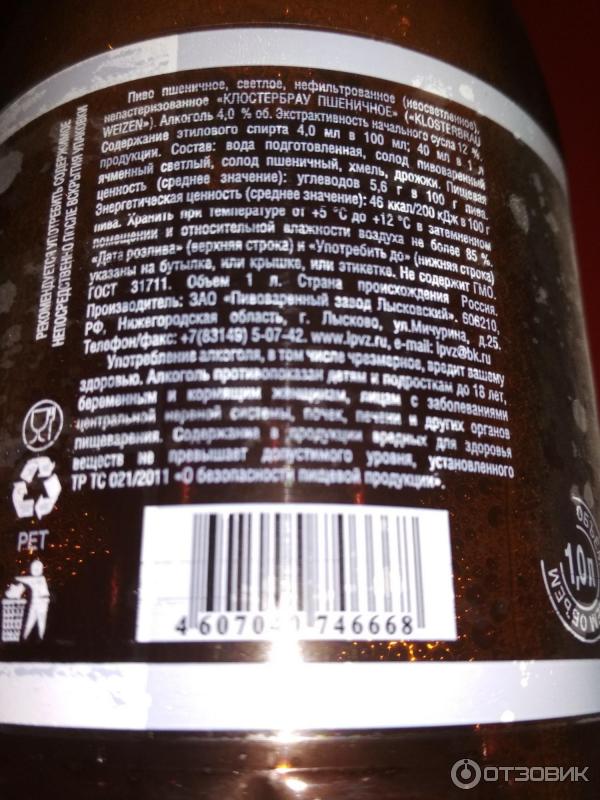 Пиво пшеничное, светлое, нефильтрованное (неосветленное),
непастеризованное «КЛОСТЕРБРАУ ПШЕНИЧНОЕ» («KLOSTERBRAU
WEIZEN»). Алкоголь 4,0 % об. Экстрактивность начального сусла 12 %.
Содержание этилового спирта 4,0 мл в 100 мл; 40 мл в 1 л
продукции. Состав: вода подготовленная, солод пивоваренный
ячменный светлый, солод пшеничный, хмель, дрожжи. Пищевая
ценность (среднее значение): углеводов 5,6 г в 100 г пива.
Энергетическая ценность (среднее значение): 46 ккал/200 кДж в 100 г
пива. Хранить при температуре от +5 °С до +12 °С в затемненном
помещении и относительной влажности воздуха не более 85 %.
«Дата розлива» (верхняя строка) и «Употребить до» (нижняя строка)
указаны на бутылке, или крышке, или этикетке. Не содержит ГМО.
ГОСТ 31711. Объем 1 л. Страна происхождения Россия.
Производитель: ЗАО «Пивоваренный завод Лысковский». 606210,
РФ, Нижегородская область, г. Лысково, ул.Мичурина, д.25.
Телефон/факс: +7(83149) 5-07-42. www.lpvz.ru, e-mail: lpvz@bk.ru
Употребление алкоголя, в том числе чрезмерное, вредит вашему
здоровью. Алкоголь противопоказан детям и подросткам до 18 лет,
беременным и кормящим женщинам, лицам с заболеваниями
центральной нервной системы, почек, печени и других органов
пищеварения. Содержание в продукции вредных для здоровья
веществ не превышает допустимого уровня, установленного
ТР ТС 021/2011 «О безопасности пищевой продукции».
РЕКОМЕНДУЕТСЯ УПОТРЕБИТЬ СОДЕРЖИМОЕ
НЕПОСРЕДСТВЕННО ПОСЛЕ ВСКРЫТИЯ УПАКОВКИ
PET
4 607040 746668
1,0 л
ОБЪЕМ
ОТЗОВИК